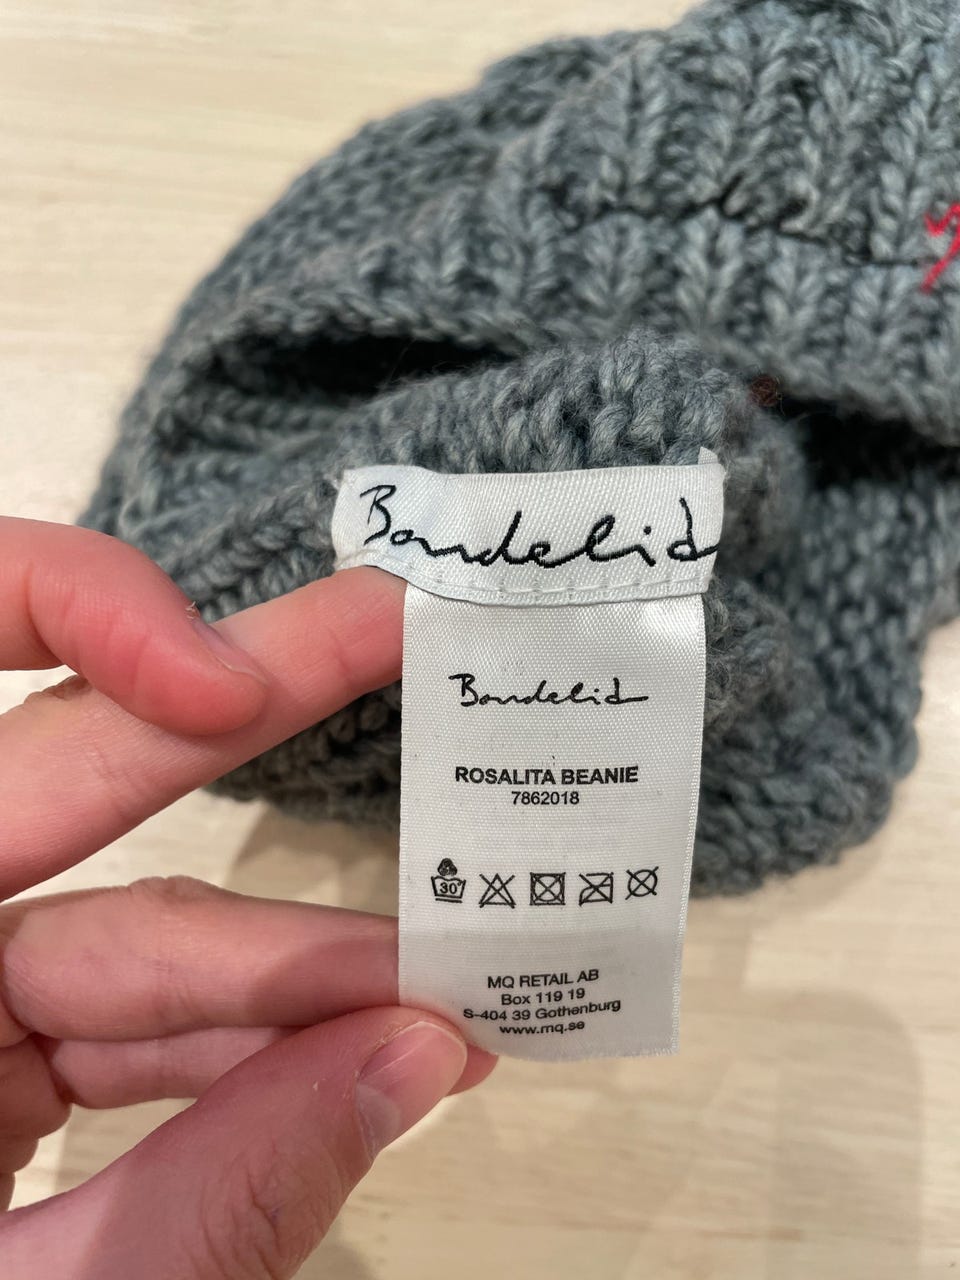 Bondelid
Bondelid
ROSALITA BEANIE
7862018
30°
MQ RETAIL AB
Box 119 19
S-404 39 Gothenburg
www.mq.se